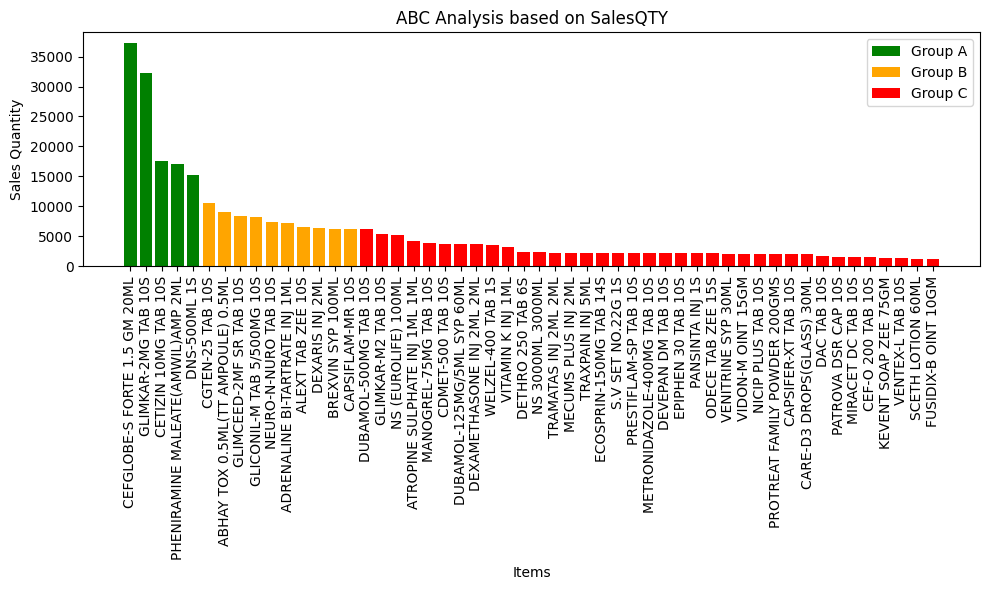 ABC Analysis based on SalesQTY
Group A
Group B
Group C
Sales Quantity
35000
30000
25000
20000
15000
10000
5000
0
CEFGLOBE-S FORTE 1.5 GM 20ML
GLIMKAR-2MG TAB 10S
CETIZIN 10MG TAB 10S
PHENIRAMINE MALEATE(AMWIL)AMP 2ML
DNS-500ML 1S
CGTEN-25 TAB 10S
ABHAY TOX 0.5ML(TT AMPOULE) 0.5ML
GLIMCEED-2MF SR TAB 10S
GLICONIL-M TAB 5/500MG 10S
NEURO-N-NURO TAB 10S
ADRENALINE BI-TARTRATE INJ 1ML
ALEXT TAB ZEE 10S
DEXARIS INJ 2ML
BREXVIN SYP 100ML
CAPSIFLAM-MR 10S
DUBAMOL-500MG TAB 10S
GLIMKAR-M2 TAB 10S
NS (EUROLIFE) 100ML
ATROPINE SULPHATE INJ 1ML 1ML
MANOGREL-75MG TAB 10S
CDMET-500 TAB 10S
DUBAMOL-125MG/5ML SYP 60ML
DEXAMETHASONE INJ 2ML 2ML
WELZEL-400 TAB 1S
VITAMIN K INJ 1ML
DETHRO 250 TAB 6S
NS 3000ML 3000ML
TRAMATAS INJ 2ML 2ML
MECUMS PLUS INJ 2ML
TRAXPAIN INJ 5ML
ECOSPRIN-150MG TAB 14S
S.V SET NO.22G 1S
PRESTIFLAM-SP TAB 10S
METRONIDAZOLE-400MG TAB 10S
DEVEPAN DM TAB 10S
EPIPHEN 30 TAB 10S
PANSINTA INJ 1S
ODECE TAB ZEE 15S
VENITRINE SYP 30ML
VIDON-M OINT 15GM
NICIP PLUS TAB 10S
PROTREAT FAMILY POWDER 200GMS
CAPSIFER-XT TAB 10S
CARE-D3 DROPS(GLASS) 30ML
DAC TAB 10S
PATROVA DSR CAP 10S
MIRACET DC TAB 10S
CEF-O 200 TAB 10S
KEVENT SOAP ZEE 75GM
VENTEX-L TAB 10S
SCETH LOTION 60ML
FUSIDIX-B OINT 10GM
Items